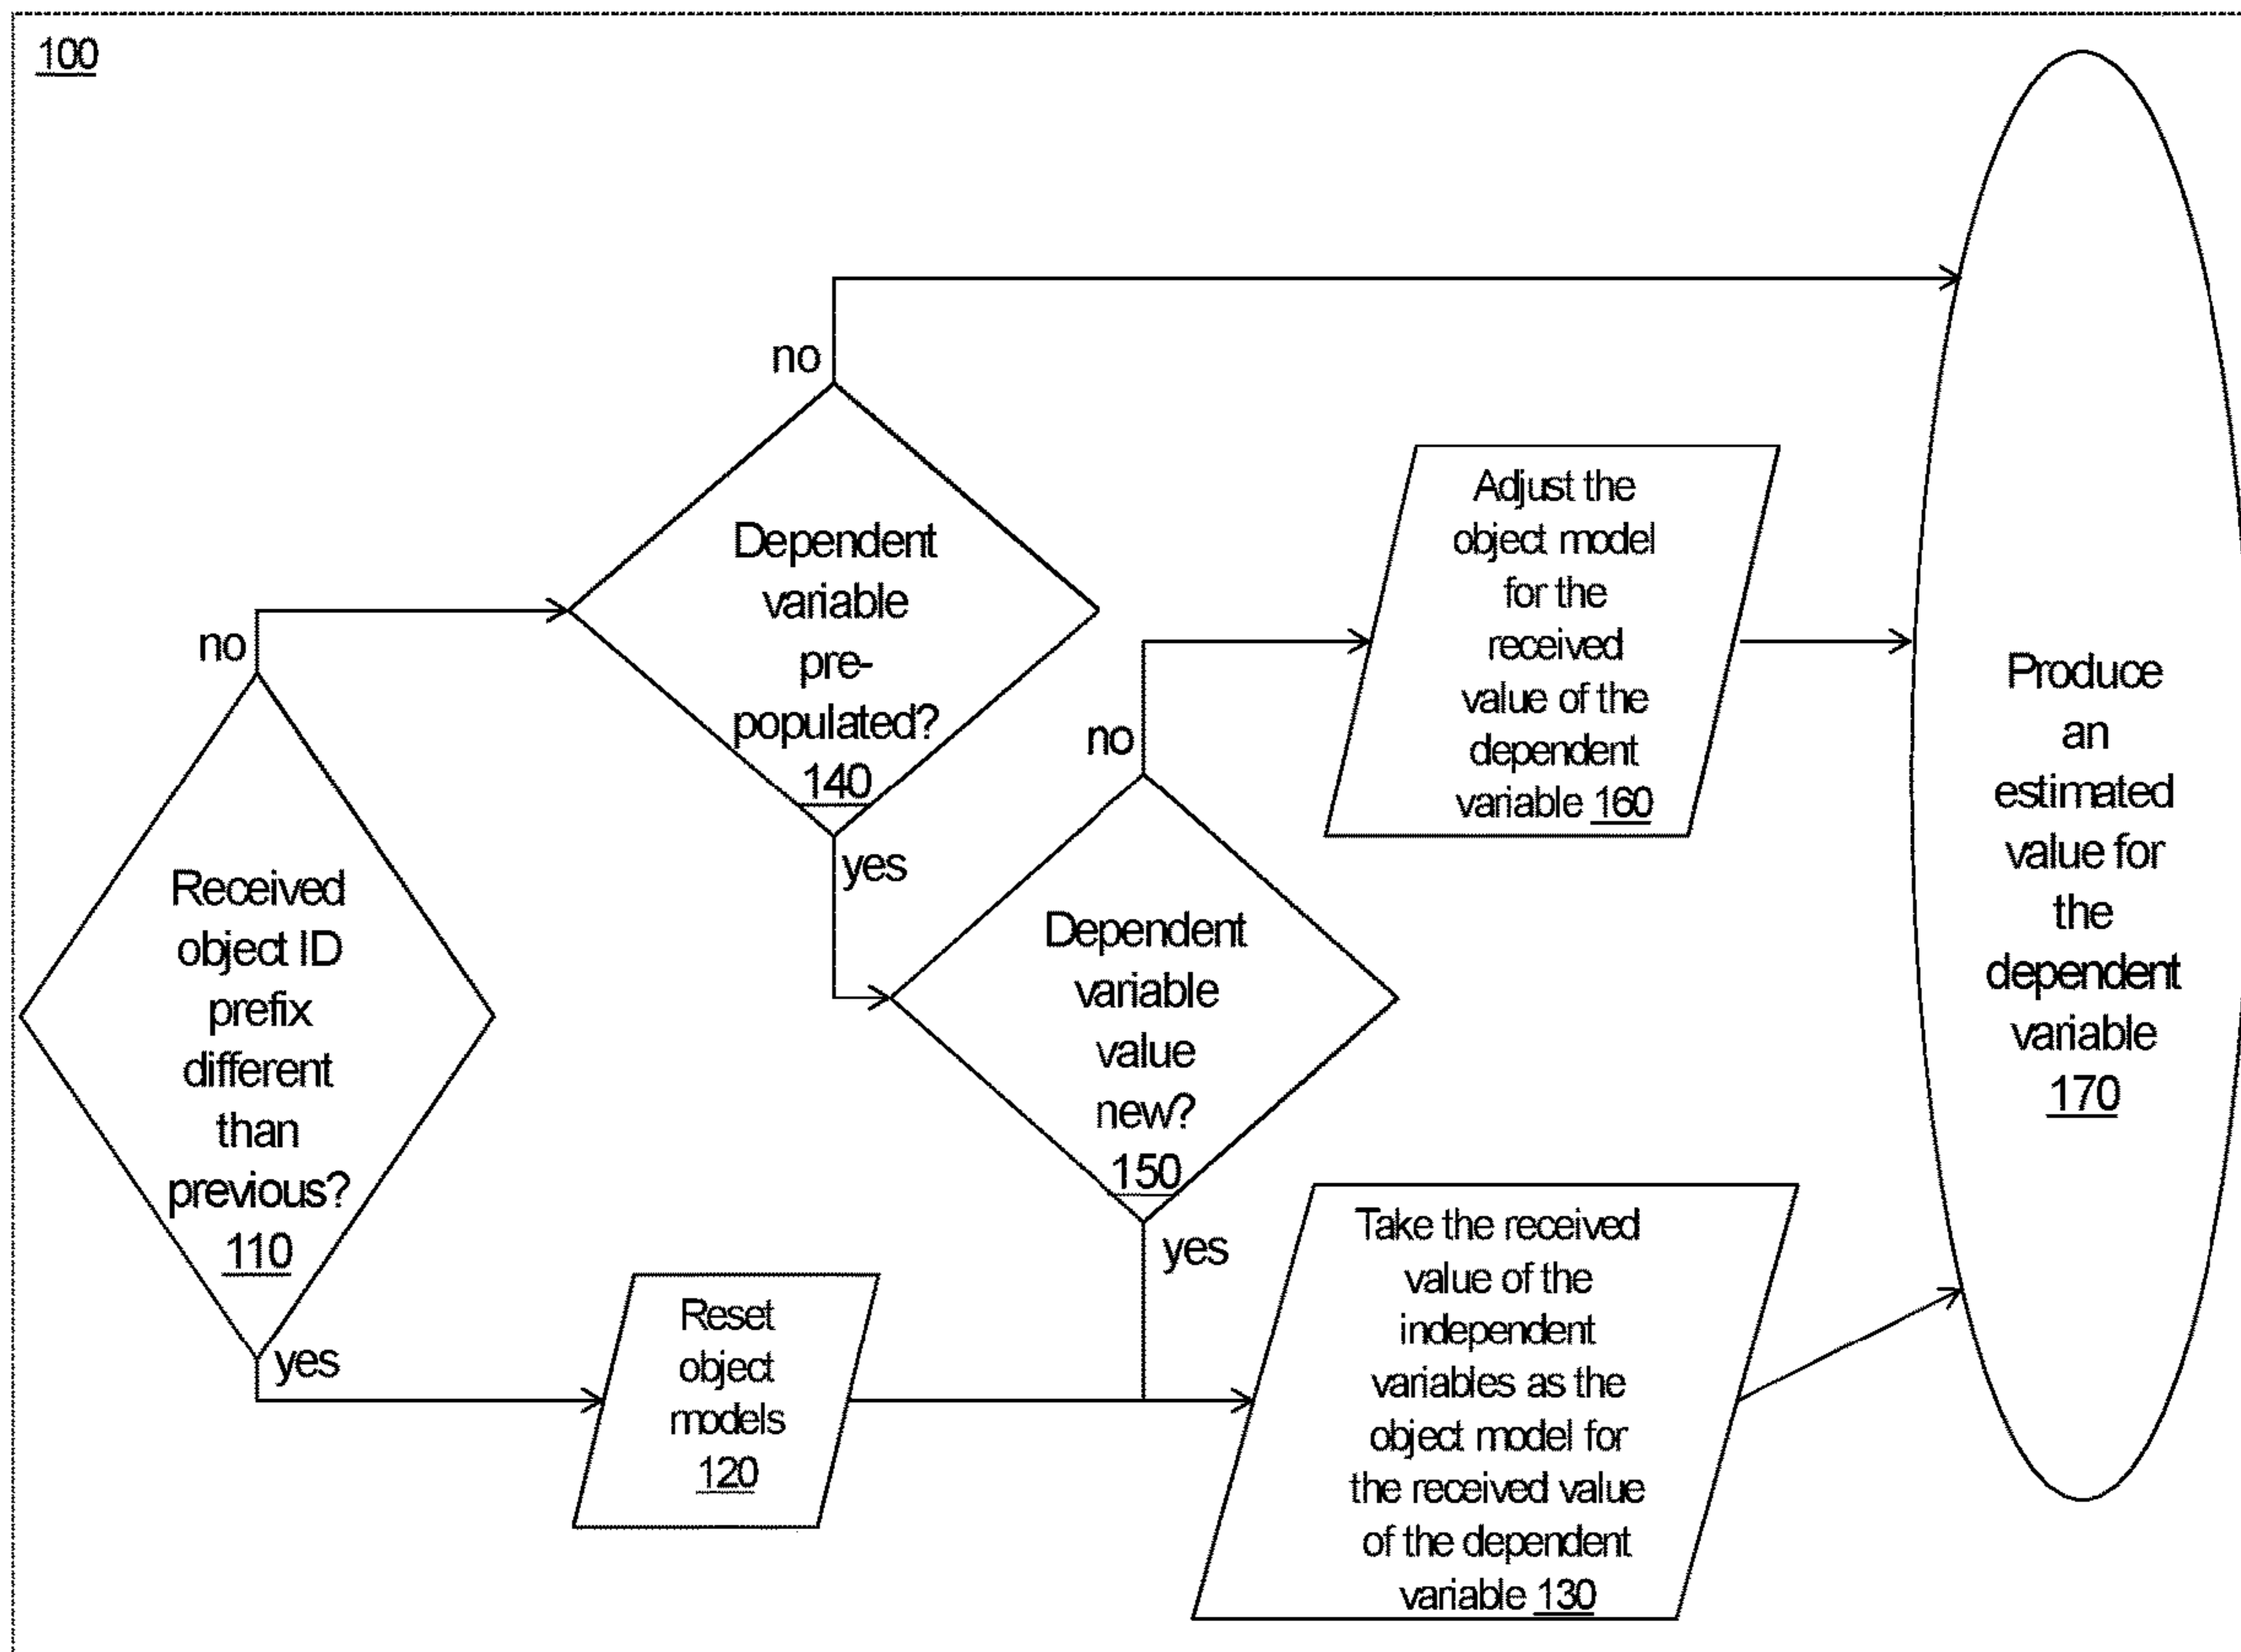 100
no
Dependent
variable
pre-
populated?
140
yes
no
Received
object ID
prefix
different
than
previous?
110
yes
Reset
object
models
120
no
Dependent
variable
value
new?
150
yes
Adjust the
object model
for the
received
value of the
dependent
variable 160
Take the received
value of the
independent
variables as the
object model for
the received value
of the dependent
variable 130
Produce
an
estimated
value for
the
dependent
variable
170